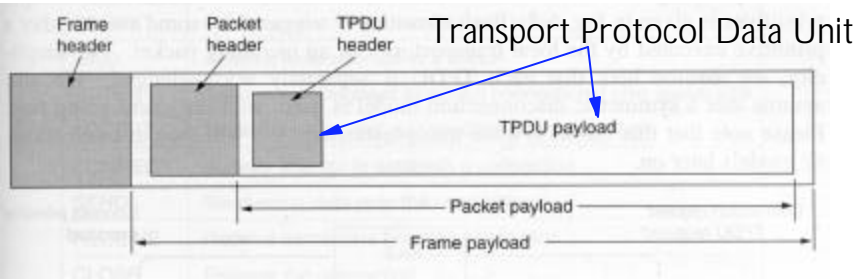 Frame header
Packet header
TPDU header
Transport Protocol Data Unit
TPDU payload
Packet payload
Frame payload